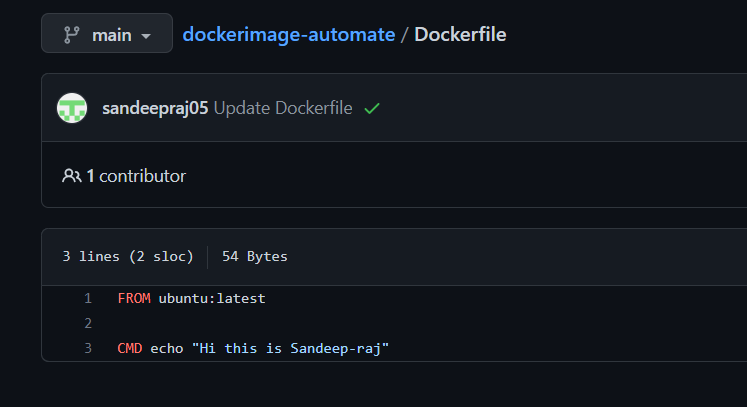 main dockerimage-automate / Dockerfile
sandeepraj05 Update Dockerfile
1 contributor
3 lines (2 sloc) 54 Bytes
1 FROM ubuntu:latest
2
3 CMD echo "Hi this is Sandeep-raj"